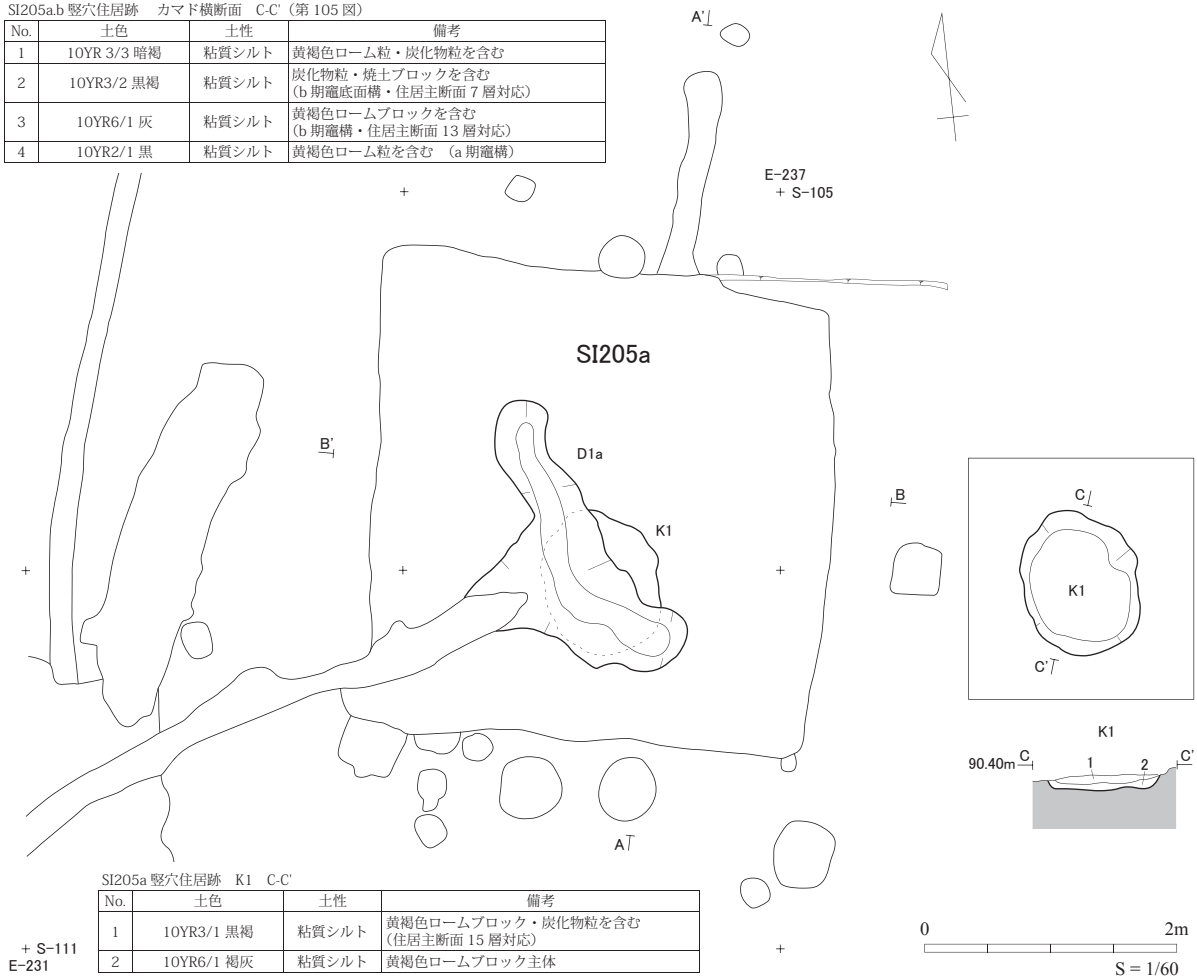 SI205a.b 竪穴住居跡　カマド横断面　C-C'（第 105 図）
No. 土色 土性 備考
1 10YR 3/3 暗褐 粘質シルト 黄褐色ローム粒・炭化物粒を含む
2 10YR3/2 黒褐 粘質シルト 炭化物粒・焼土ブロックを含む
（b 期竈底面構・住居主断面 7 層対応）
3 10YR6/1 灰 粘質シルト 黄褐色ロームブロックを含む
（b 期竈構・住居主断面 13 層対応）
4 10YR2/1 黒 粘質シルト 黄褐色ローム粒を含む　（a 期竈構）
A'
E-237
S-105
SI205a
B'
D1a
B
K1
C
K1
C'
K1
90.40m C
1
2
C'
A
SI205a 竪穴住居跡　K1　C-C'
No. 土色 土性 備考
1 10YR3/1 黒褐 粘質シルト 黄褐色ロームブロック・炭化物粒を含む
（住居主断面 15 層対応）
2 10YR6/1 褐灰 粘質シルト 黄褐色ロームブロック主体
S-111
E-231
0 2m
S = 1/60